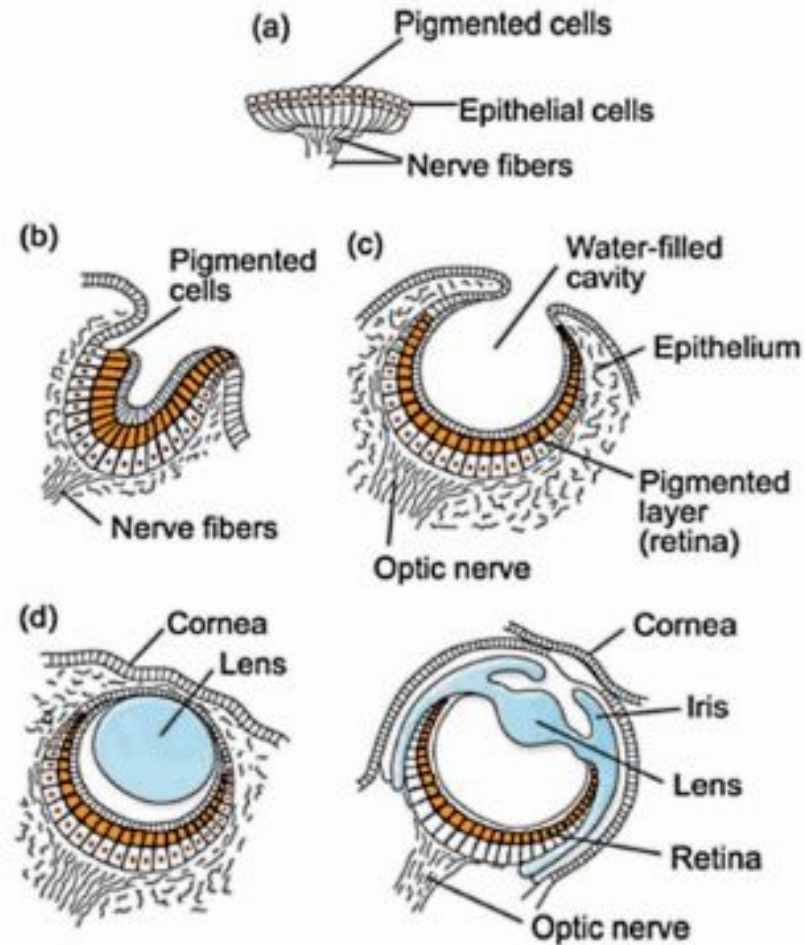 (a)
Pigmented cells
Epithelial cells
Nerve fibers
(b)
Pigmented
cells
Nerve fibers
(c)
Water-filled
cavity
Epithelium
Pigmented
layer
(retina)
Optic nerve
(d)
Cornea
Lens
Cornea
Iris
Lens
Retina
Optic nerve